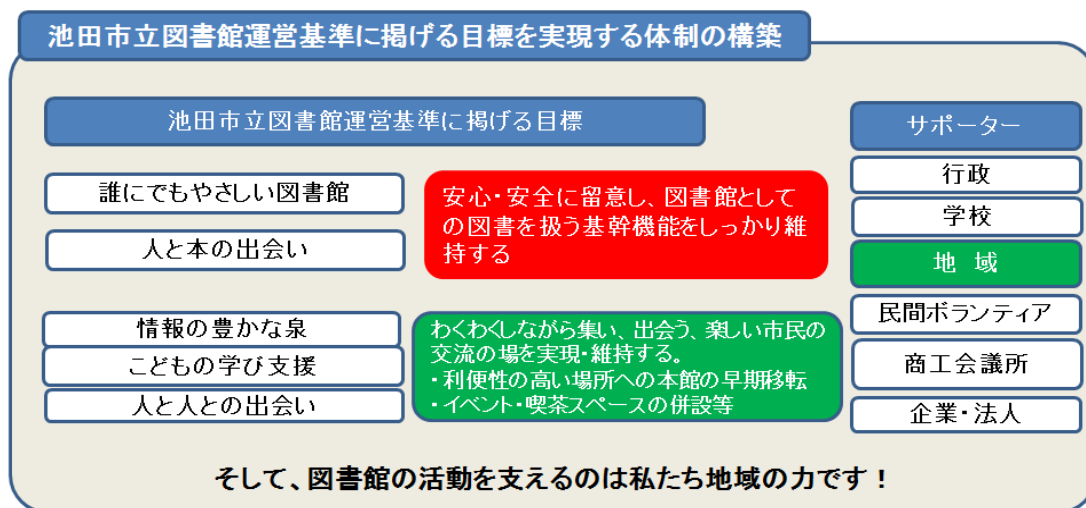 池田市立図書館運営基準に掲げる目標を実現する体制の構築
池田市立図書館運営基準に掲げる目標
誰にでもやさしい図書館
人と本の出会い
安心・安全に留意し、図書館として
の図書を扱う基幹機能をしっかり維
持する
情報の豊かな泉
こどもの学び支援
人と人との出会い
わくわくしながら集い、出会う、楽しい市民の
交流の場を実現・維持する。
・利便性の高い場所への本館の早期移転
・イベント・喫茶スペースの併設等
サポーター
行政
学校
地 域
民間ボランティア
商工会議所
企業・法人
そして、図書館の活動を支えるのは私たち地域の力です！